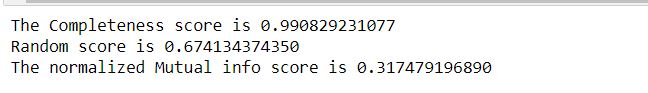 The Completeness score is 0.990829231077
Random score is 0.674134374350
The normalized Mutual info score is 0.317479196890